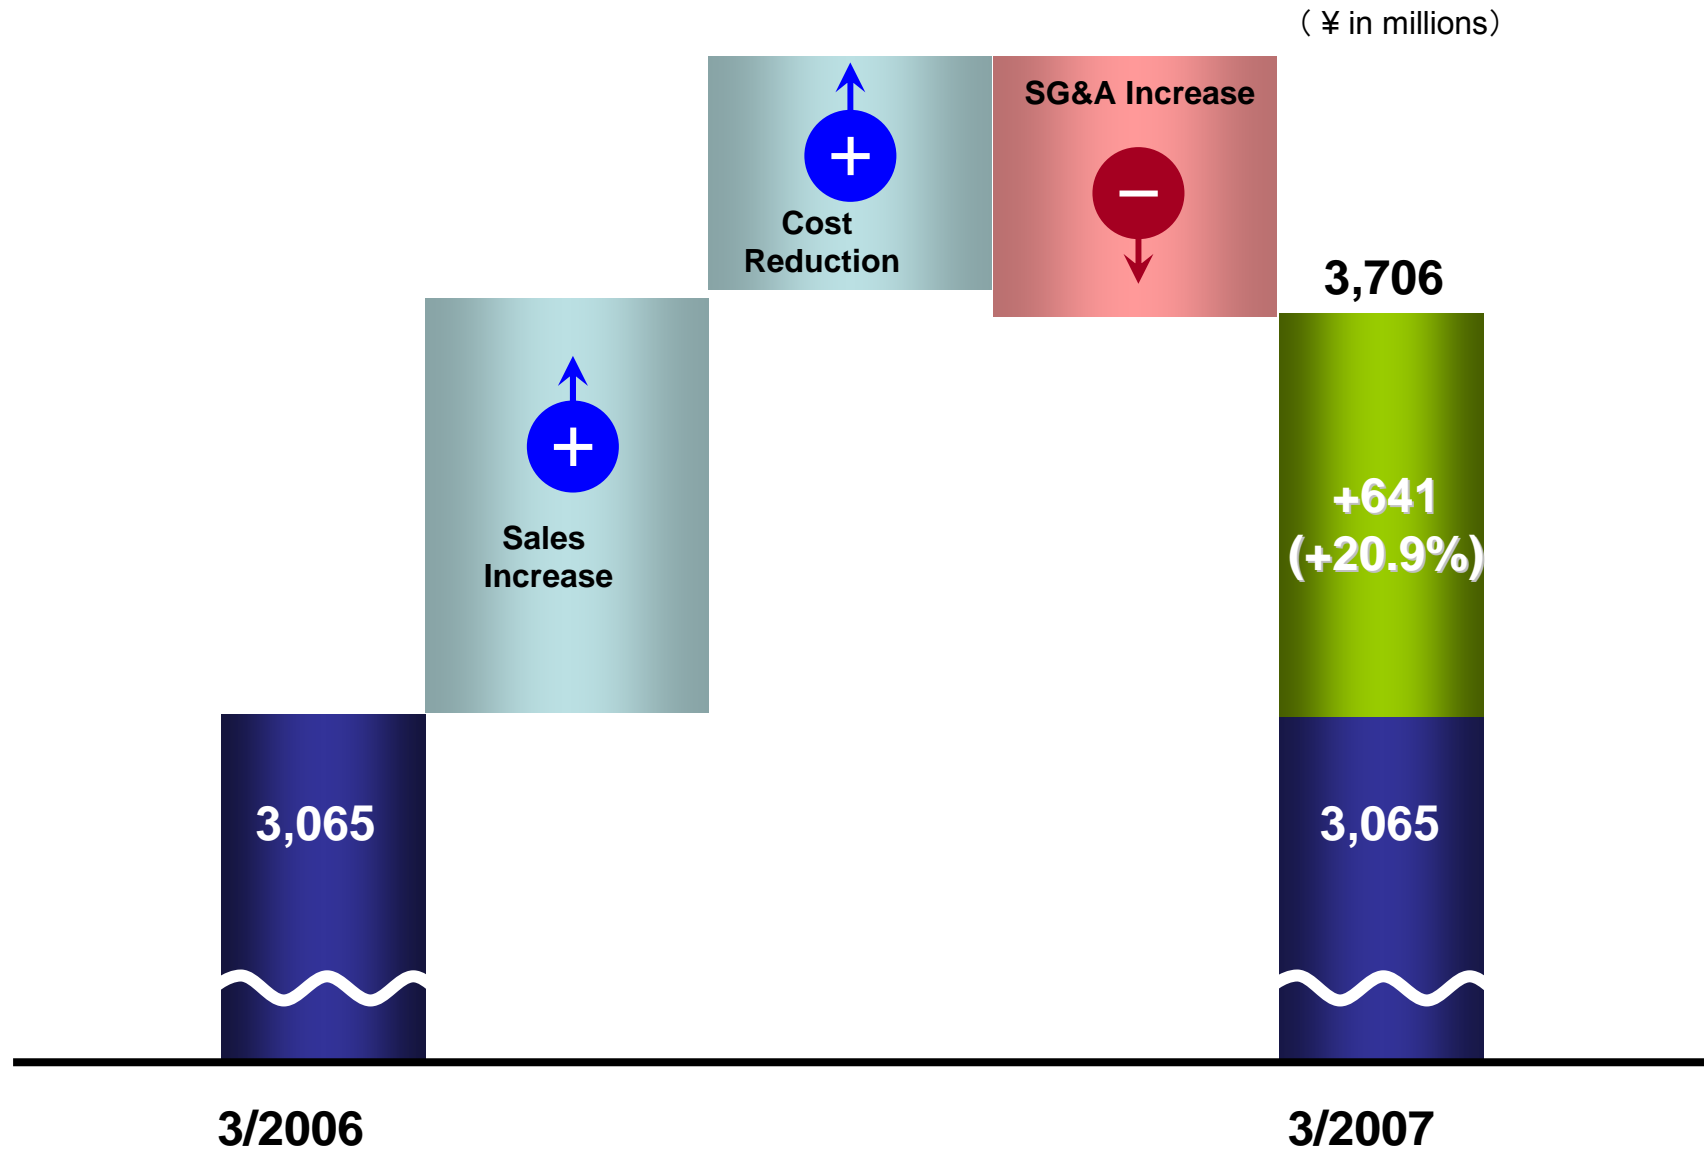 （ ¥ in millions）
SG&A Increase
+
−
Cost
Reduction
3,706
+
+641
(+20.9%)
Sales
Increase
3,065
3,065
3/2006
3/2007